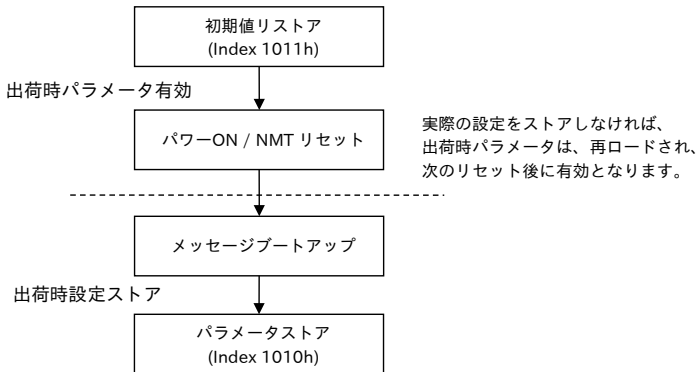 初期値リストア
(Index 1011h)
出荷時パラメータ有効
パワーON / NMT リセット
実際の設定をストアしなければ、
出荷時パラメータは、再ロードされ、
次のリセット後に有効となります。
メッセージブートアップ
出荷時設定ストア
パラメータストア
(Index 1010h)